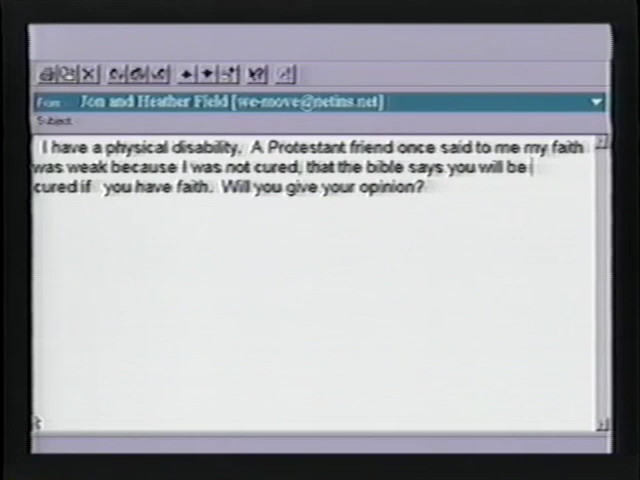 From Jon and Heather Field [we-move@netins.net]
Subject
I have a physical disability. A Protestant friend once said to me my faith
was weak because I was not cured, that the bible says you will be
cured if you have faith. Will you give your opinion?